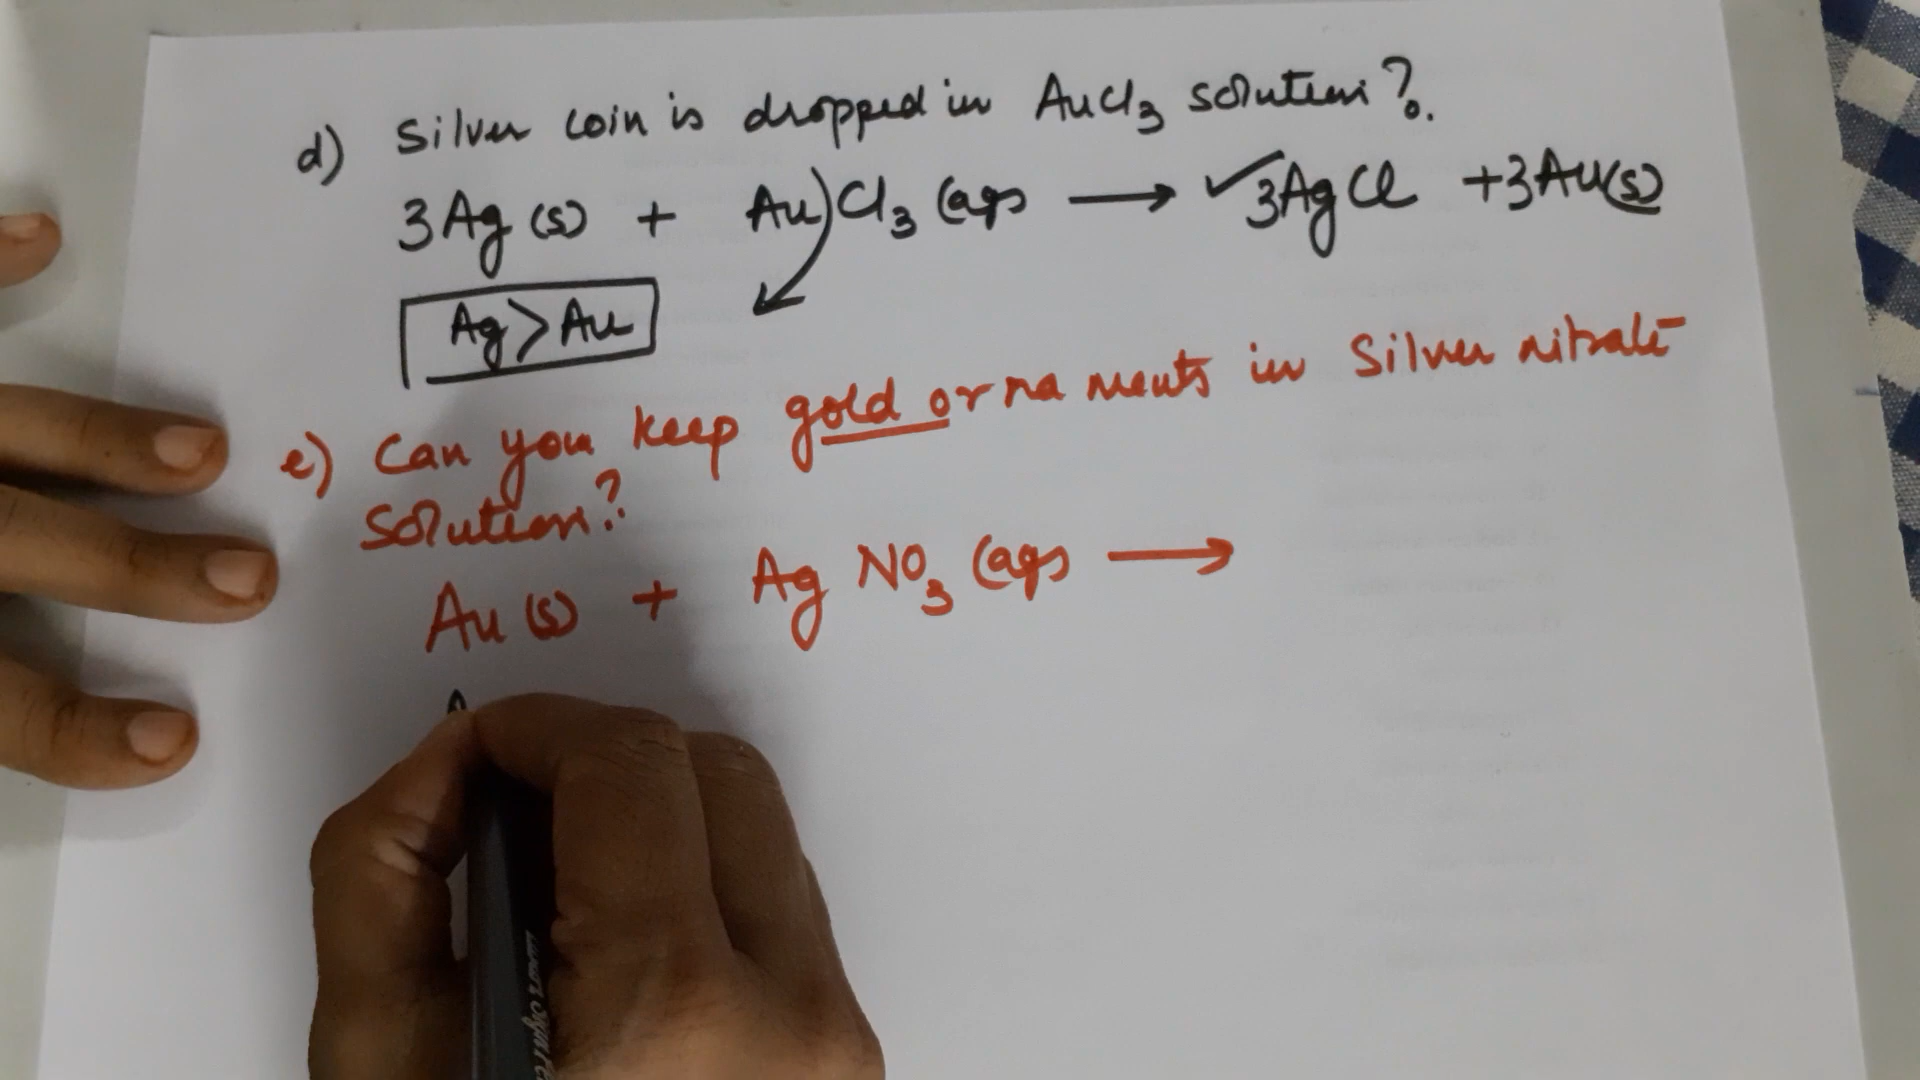 d) Silver coin is dropped in AuCl3 solution?.
3Ag (s) + Au)Cl3 (aq) → ✓3AgCl +3Au(s)
Ag > Au
e) Can you keep gold ornaments in Silver nitrate
solution?
Au (s) + Ag NO3 (aq) →